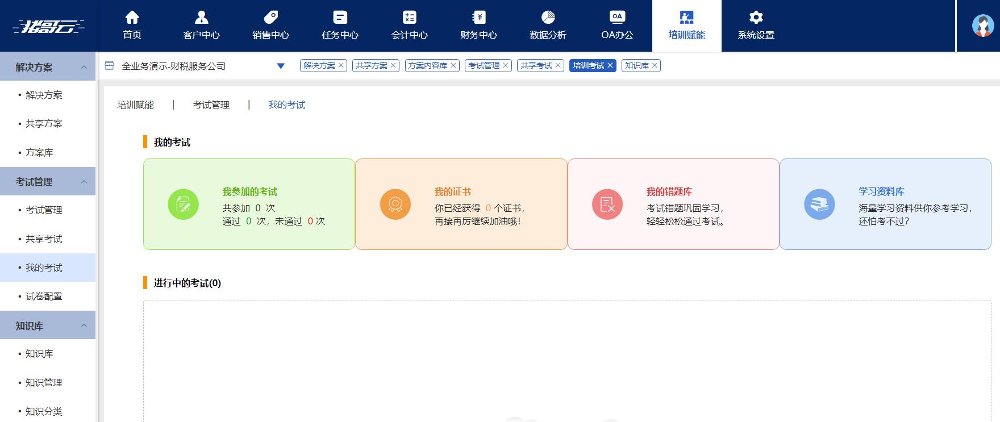 猪哥云
首页
客户中心
销售中心
任务中心
会计中心
财务中心
数据分析
OA
OA办公
培训赋能
系统设置
全业务演示-财税服务公司
解决方案 ×
共享方案 ×
方案内容库 ×
考试管理 ×
共享考试 ×
培训考试 ×
知识库 ×
解决方案
• 解决方案
• 共享方案
• 方案库
考试管理
• 考试管理
• 共享考试
• 我的考试
• 试卷配置
知识库
• 知识库
• 知识管理
• 知识分类
培训赋能 | 考试管理 | 我的考试
我的考试
我参加的考试
共参加 0 次
通过 0 次，未通过 0 次
我的证书
你已经获得 0 个证书，
再接再厉继续加油哦！
我的错题库
考试错题巩固学习，
轻轻松松通过考试。
学习资料库
海量学习资料供你参考学习，
还怕考不过？
进行中的考试(0)